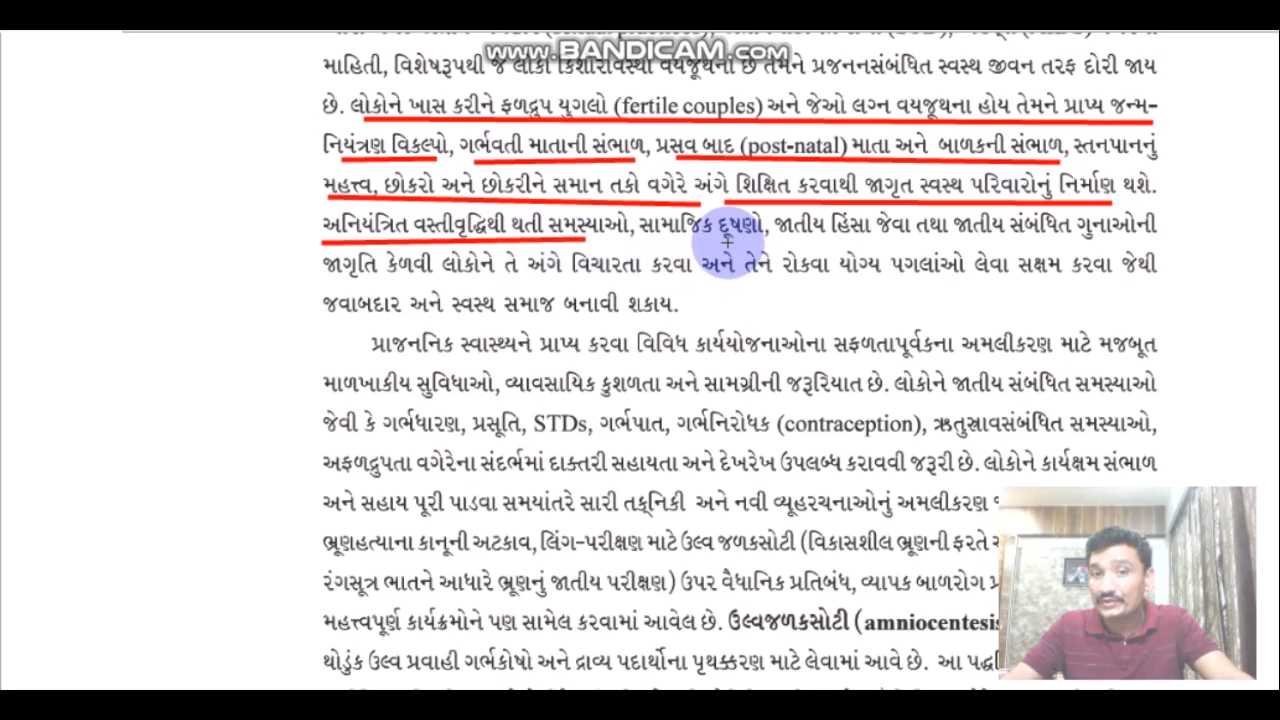 www.BANDICAM.com
માહિતી, વિશેષરૂપથી જે લોકો કિશોરાવસ્થા વયજૂથના છે તેમને પ્રજનનસંબંધિત સ્વસ્થ જીવન તરફ દોરી જાય
છે. લોકોને ખાસ કરીને ફળદ્રુપ યુગલો (fertile couples) અને જેઓ લગ્ન વયજૂથના હોય તેમને પ્રાપ્ય જન્મ-
નિયંત્રણ વિકલ્પો, ગર્ભવતી માતાની સંભાળ, પ્રસવ બાદ (post-natal) માતા અને બાળકની સંભાળ, સ્તનપાનનું
મહત્ત્વ, છોકરો અને છોકરીને સમાન તકો વગેરે અંગે શિક્ષિત કરવાથી જાગૃત સ્વસ્થ પરિવારોનું નિર્માણ થશે.
અનિયંત્રિત વસ્તીવૃદ્ધિથી થતી સમસ્યાઓ, સામાજિક દૂષણો, જાતીય હિંસા જેવા તથા જાતીય સંબંધિત ગુનાઓની
જાગૃતિ કેળવી લોકોને તે અંગે વિચારતા કરવા અને તેને રોકવા યોગ્ય પગલાંઓ લેવા સક્ષમ કરવા જેથી
જવાબદાર અને સ્વસ્થ સમાજ બનાવી શકાય.
પ્રાજનનિક સ્વાસ્થ્યને પ્રાપ્ય કરવા વિવિધ કાર્યયોજનાઓના સફળતાપૂર્વકના અમલીકરણ માટે મજબૂત
માળખાકીય સુવિધાઓ, વ્યાવસાયિક કુશળતા અને સામગ્રીની જરૂરિયાત છે. લોકોને જાતીય સંબંધિત સમસ્યાઓ
જેવી કે ગર્ભધારણ, પ્રસૂતિ, STDs, ગર્ભપાત, ગર્ભનિરોધક (contraception), ઋતુસ્રાવસંબંધિત સમસ્યાઓ,
અફળદ્રુપતા વગેરેના સંદર્ભમાં દાક્તરી સહાયતા અને દેખરેખ ઉપલબ્ધ કરાવવી જરૂરી છે. લોકોને કાર્યક્ષમ સંભાળ
અને સહાય પૂરી પાડવા સમયાંતરે સારી તક્નિકી અને નવી વ્યૂહરચનાઓનું અમલીકરણ
ભ્રૂણહત્યાના કાનૂની અટકાવ, લિંગ-પરીક્ષણ માટે ઉલ્વ જળકસોટી (વિકાસશીલ ભ્રૂણની ફરતે
રંગસૂત્ર ભાતને આધારે ભ્રૂણનું જાતીય પરીક્ષણ) ઉપર વૈધાનિક પ્રતિબંધ, વ્યાપક બાળરોગ
મહત્ત્વપૂર્ણ કાર્યક્રમોને પણ સામેલ કરવામાં આવેલ છે. ઉલ્વજળકસોટી (amniocentesis
થોડુંક ઉલ્વ પ્રવાહી ગર્ભકોષો અને દ્રાવ્ય પદાર્થોના પૃથક્કરણ માટે લેવામાં આવે છે. આ